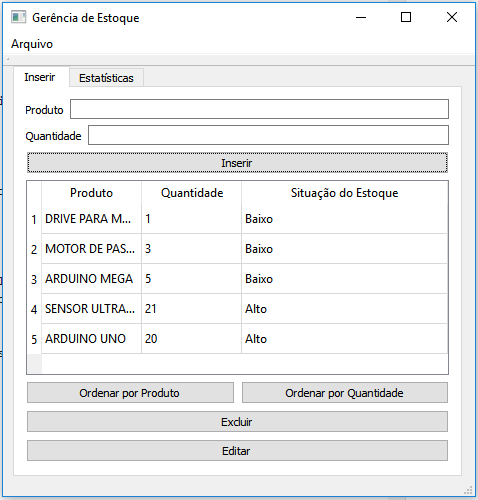 Gerência de Estoque
Arquivo
Inserir Estatísticas
Produto
Quantidade
Inserir
Produto Quantidade Situação do Estoque
1 DRIVE PARA M... 1 Baixo
2 MOTOR DE PAS... 3 Baixo
3 ARDUINO MEGA 5 Baixo
4 SENSOR ULTRA... 21 Alto
5 ARDUINO UNO 20 Alto
Ordenar por Produto Ordenar por Quantidade
Excluir
Editar